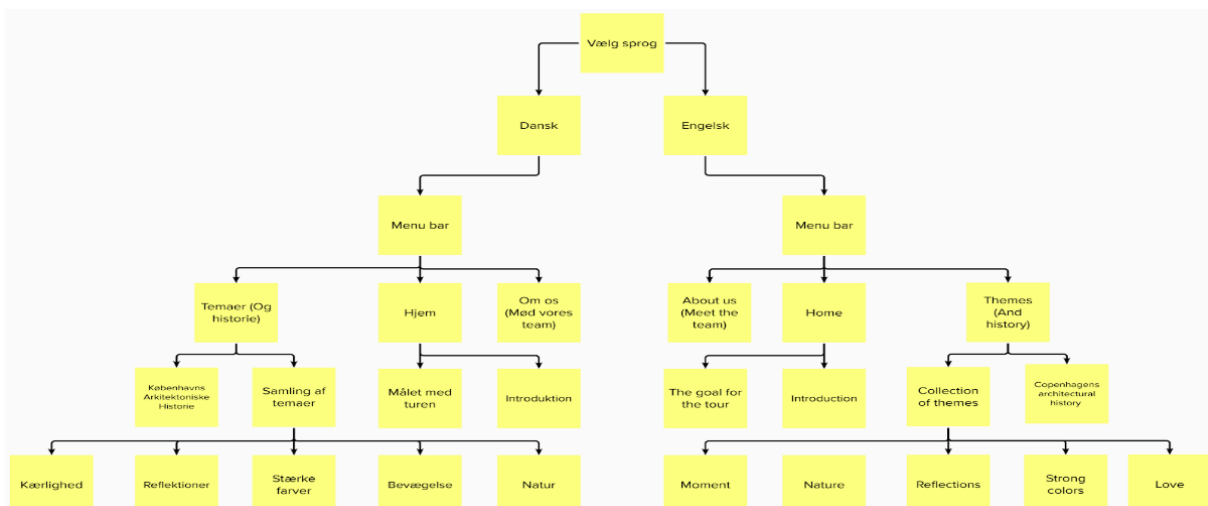 Vælg sprog
Dansk
Engelsk
Menu bar
Menu bar
Temaer (Og
historie)
Hjem
Om os
(Mød vores
team)
About us
(Meet the
team)
Home
Themes
(And
history)
Københavns
Arkitektoniske
Historie
Samling af
temaer
Målet med
turen
Introduktion
The goal for
the tour
Introduction
Collection
of themes
Copenhagens
architectural
history
Kærlighed
Reflektioner
Stærke
farver
Bevægelse
Natur
Moment
Nature
Reflections
Strong
colors
Love